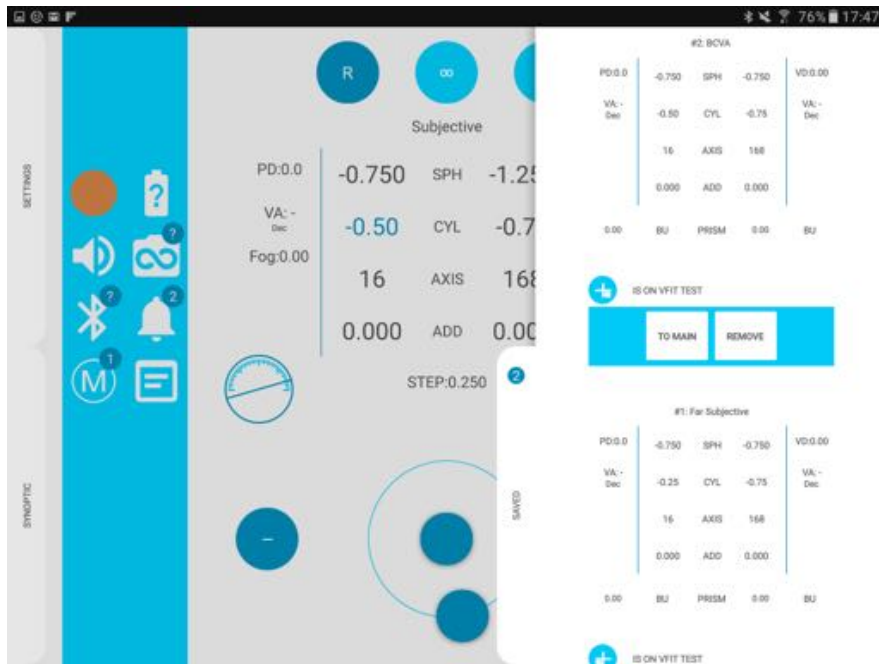 76% 17:47
SETTINGS
SYNOPTIC
?
?
2
?
1
M
R
∞
Subjective
PD:0.0 -0.750 SPH -1.25
VA: - Dec -0.50 CYL -0.7
Fog:0.00
16 AXIS 168
0.000 ADD 0.00
STEP:0.250
−
2
SAVED
#2: BCVA
PD:0.0 -0.750 SPH -0.750 VD:0.00
VA: - Dec -0.50 CYL -0.75 VA: - Dec
16 AXIS 168
0.000 ADD 0.000
0.00 BU PRISM 0.00 BU
IS ON VFIT TEST
TO MAIN REMOVE
#1: Far Subjective
PD:0.0 -0.750 SPH -0.750 VD:0.00
VA: - Dec -0.25 CYL -0.75 VA: - Dec
16 AXIS 168
0.000 ADD 0.000
0.00 BU PRISM 0.00 BU
IS ON VFIT TEST